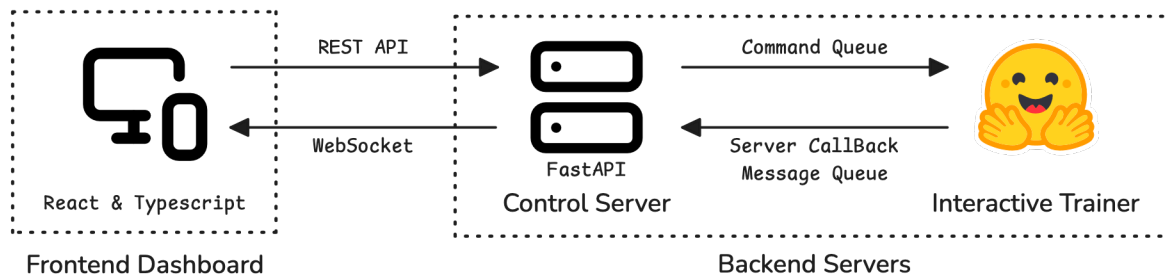 REST API
WebSocket
React & Typescript
Frontend Dashboard
FastAPI
Control Server
Command Queue
Server CallBack
Message Queue
Interactive Trainer
Backend Servers